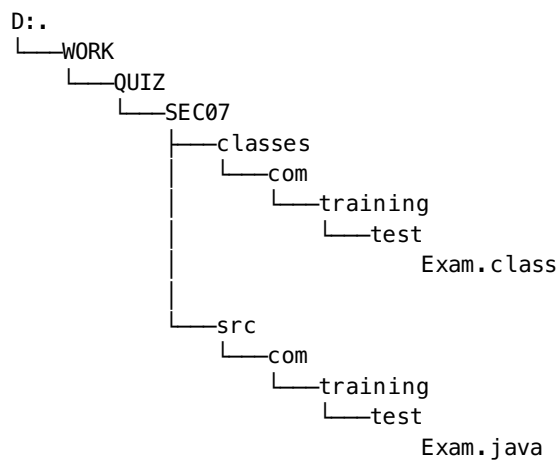 D:.
└───WORK
└───QUIZ
└───SEC07
├───classes
│ └───com
│ └───training
│ └───test
│ Exam.class
│
└───src
└───com
└───training
└───test
Exam.java